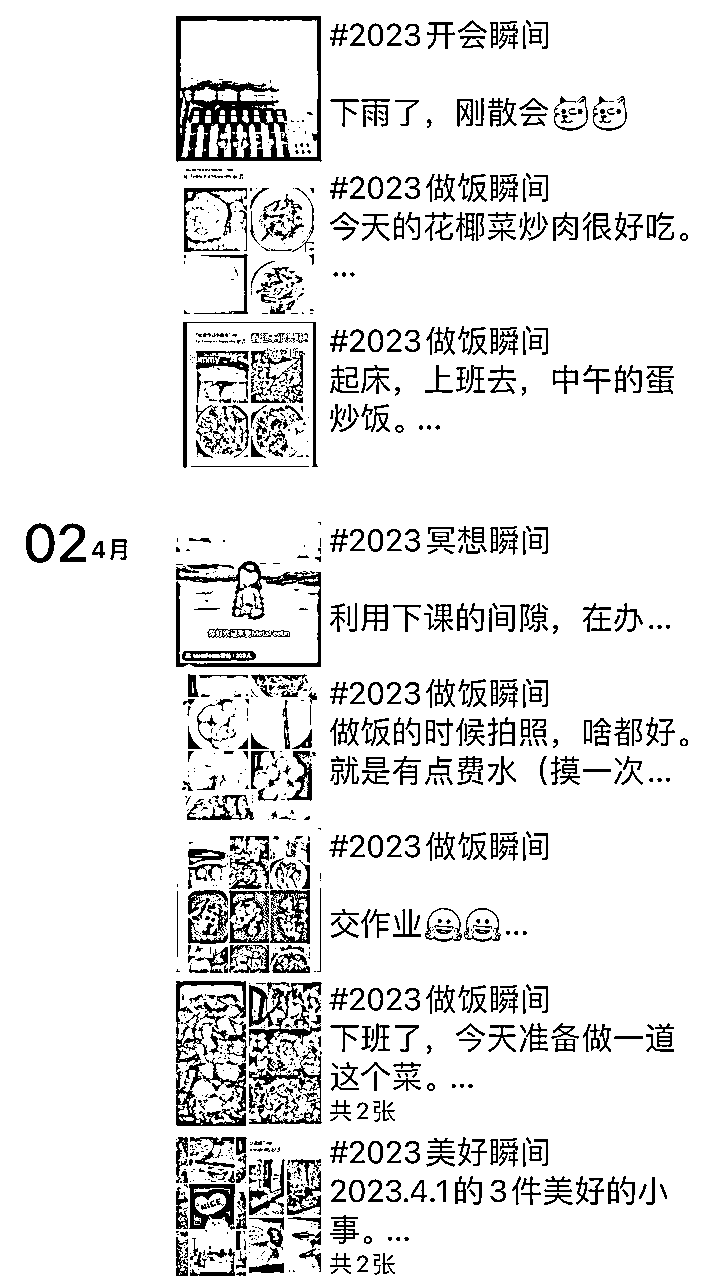 #2023开会瞬间
下雨了，刚散会🐱🐱
#2023做饭瞬间
今天的花椰菜炒肉很好吃。
...
#2023做饭瞬间
起床，上班去，中午的蛋
炒饭。...
02 4月
#2023冥想瞬间
利用下课的间隙，在办...
#2023做饭瞬间
做饭的时候拍照，啥都好。
就是有点费水（摸一次...
#2023做饭瞬间
交作业🤗🤗...
#2023做饭瞬间
下班了，今天准备做一道
这个菜。...
共2张
NICE
#2023美好瞬间
2023.4.1的3件美好的小
事。...
共2张